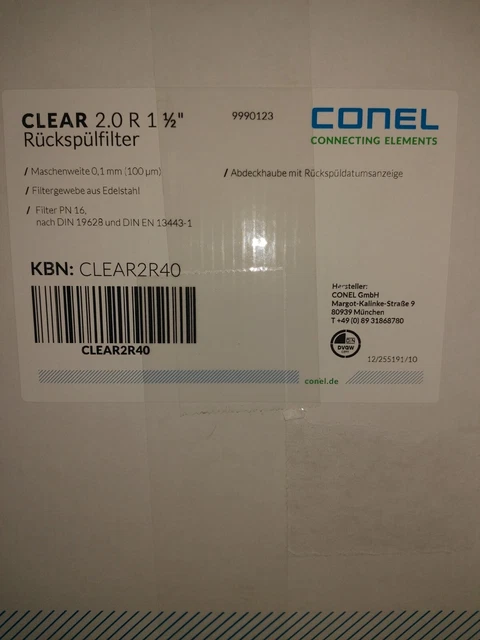 CLEAR 2.0 R 1 ½"
Rückspülfilter
9990123
CONEL
CONNECTING ELEMENTS
/ Maschenweite 0,1 mm (100 µm)
/ Filtergewebe aus Edelstahl
/ Filter PN 16,
nach DIN 19628 und DIN EN 13443-1
/ Abdeckhaube mit Rückspüldatumsanzeige
KBN: CLEAR2R40
CLEAR2R40
Hersteller:
CONEL GmbH
Margot-Kalinke-Straße 9
80939 München
T +49 (0) 89 31868780
DVGW
12/255191/10
conel.de